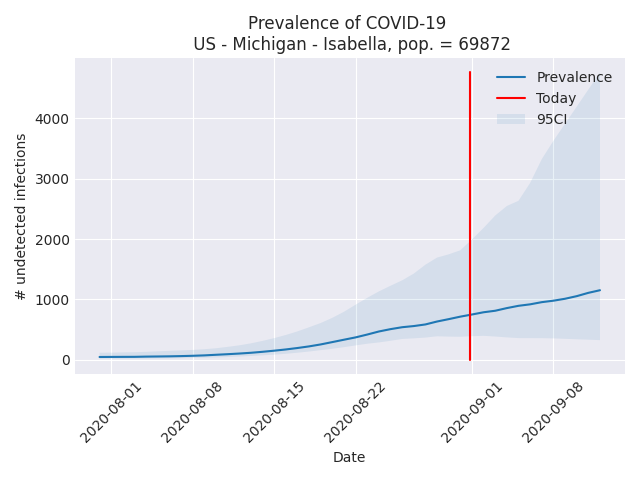 Prevalence of COVID-19
US - Michigan - Isabella, pop. = 69872
Prevalence
Today
95CI
# undetected infections
4000
3000
2000
1000
0
2020-08-01
2020-08-08
2020-08-15
2020-08-22
2020-09-01
2020-09-08
Date